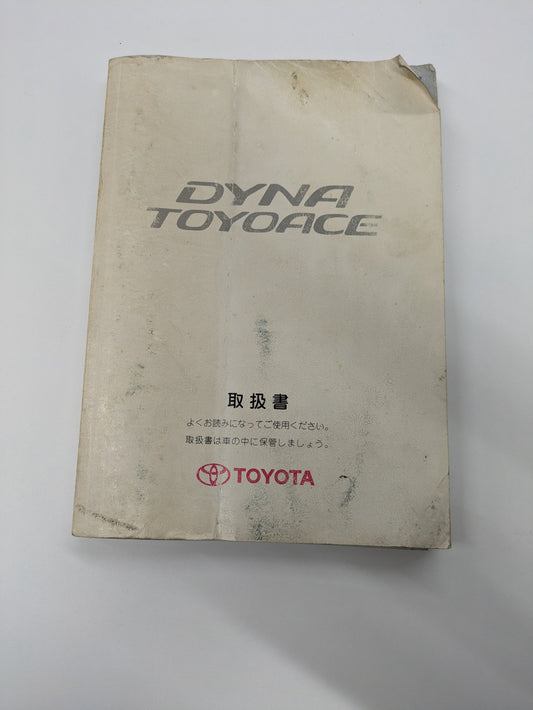 DYNA
TOYOACE
取扱書
よくお読みになってご使用ください。
取扱書は車の中に保管しましょう。
TOYOTA